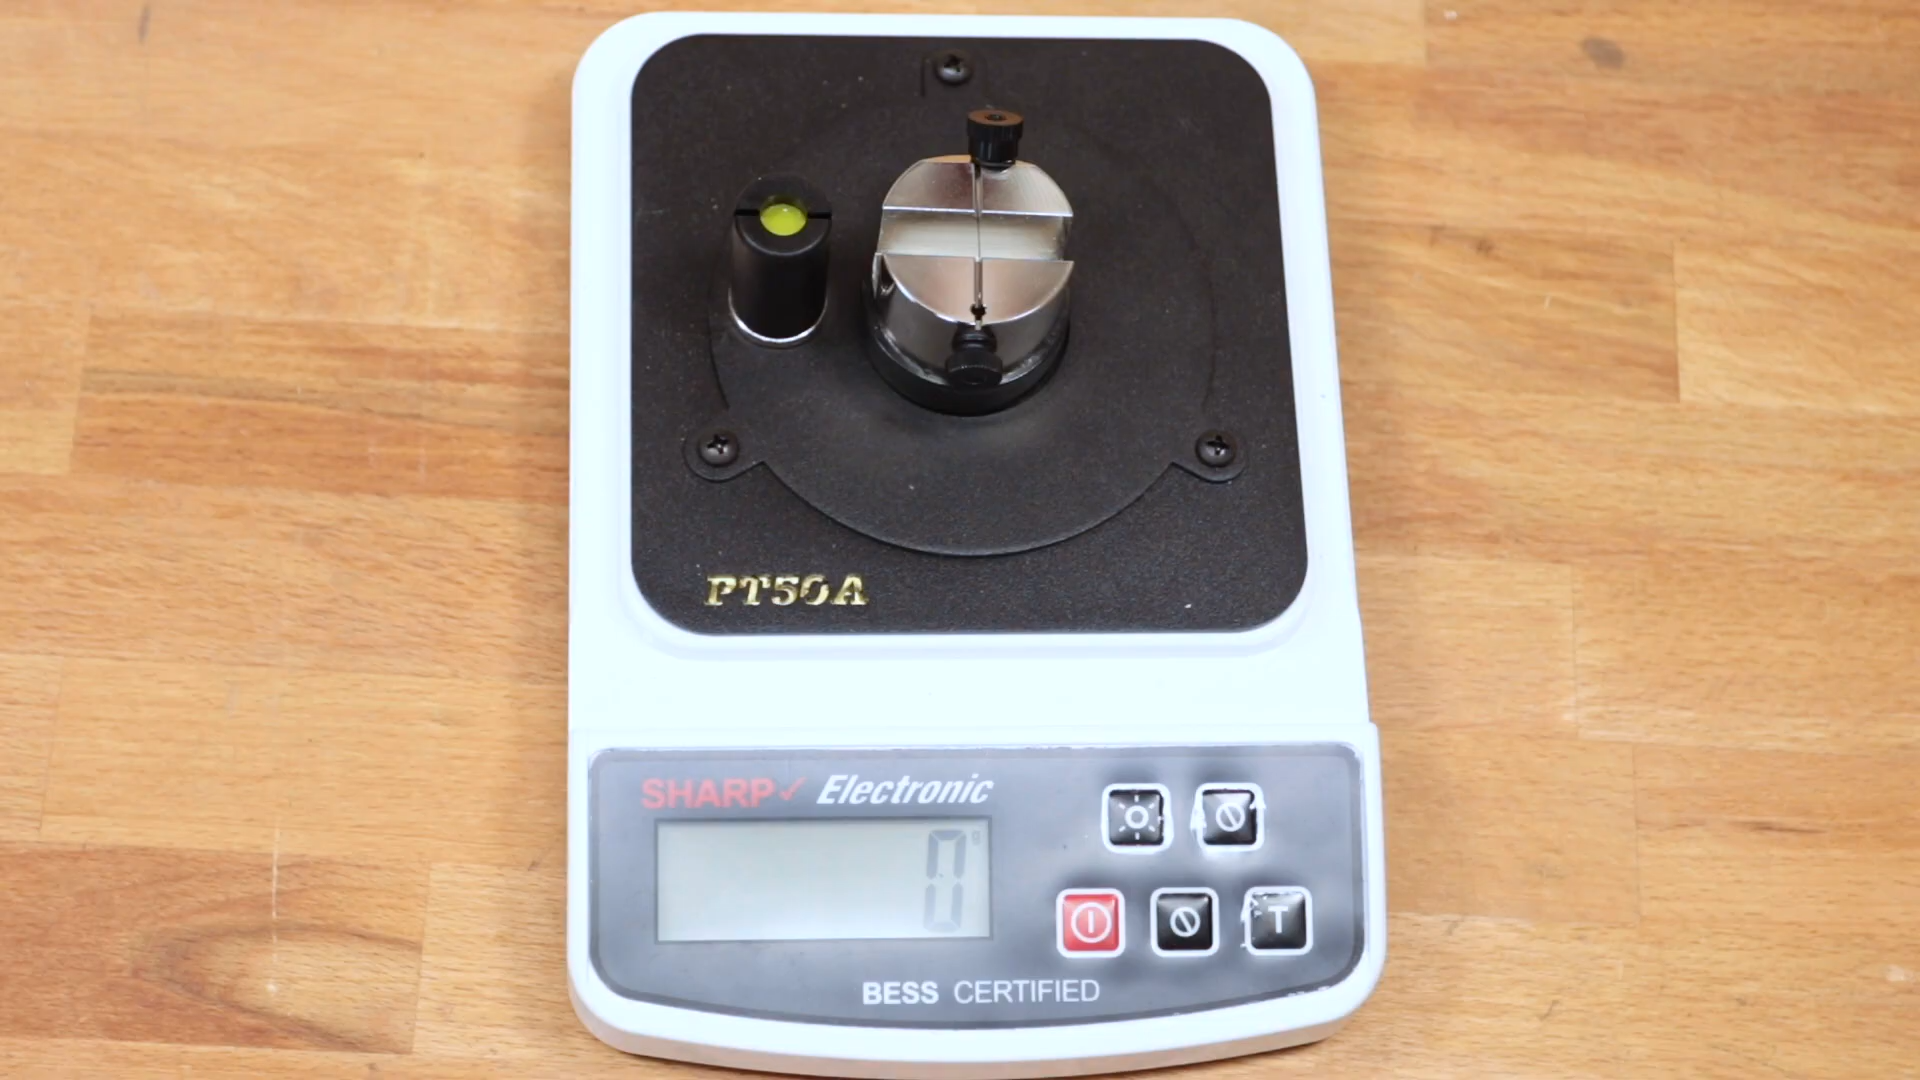 PT50A
SHARP✓ Electronic
0 g
T
BESS CERTIFIED